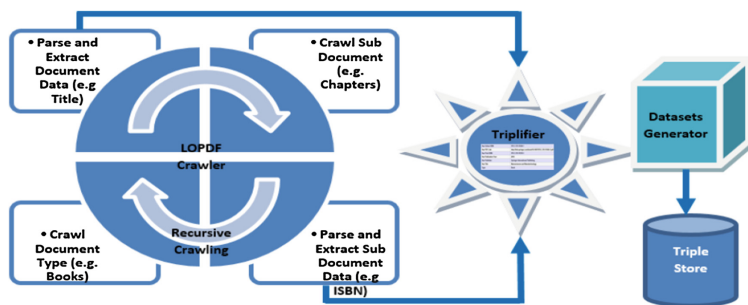 • Parse and
Extract
Document
Data (e.g
Title)
• Crawl Sub
Document
(e.g.
Chapters)
LOPDF
Crawler
Recursive
Crawling
• Crawl
Document
Type (e.g.
Books)
• Parse and
Extract Sub
Document
Data (e.g
ISBN)
Triplifier
Datasets
Generator
Triple
Store